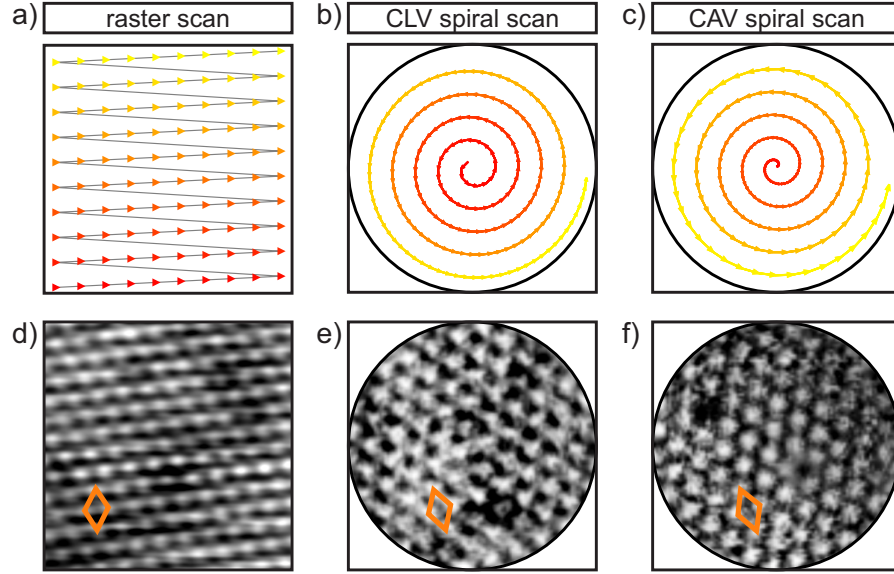 a) raster scan
b) CLV spiral scan
c) CAV spiral scan
d)
e)
f)